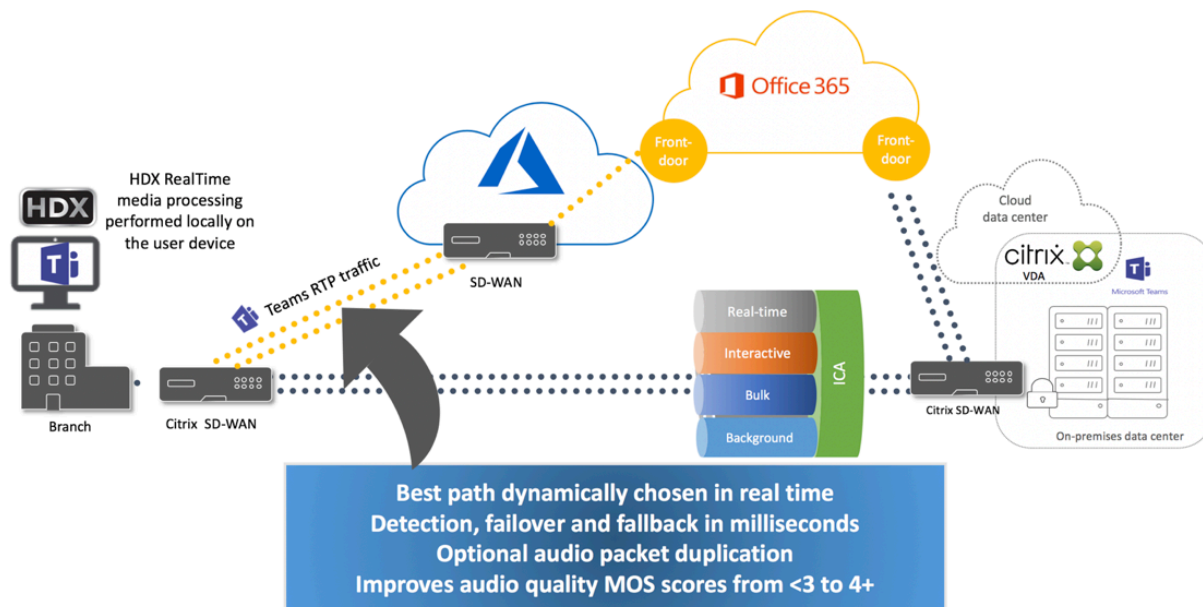 Office 365
Front-
door
Front-
door
HDX
HDX RealTime
media processing
performed locally on
the user device
Cloud
data center
citrix
VDA
Microsoft Teams
SD-WAN
Teams RTP traffic
Real-time
Interactive
Bulk
Background
ICA
Branch
Citrix SD-WAN
Citrix SD-WAN
On-premises data center
Best path dynamically chosen in real time
Detection, failover and fallback in milliseconds
Optional audio packet duplication
Improves audio quality MOS scores from <3 to 4+